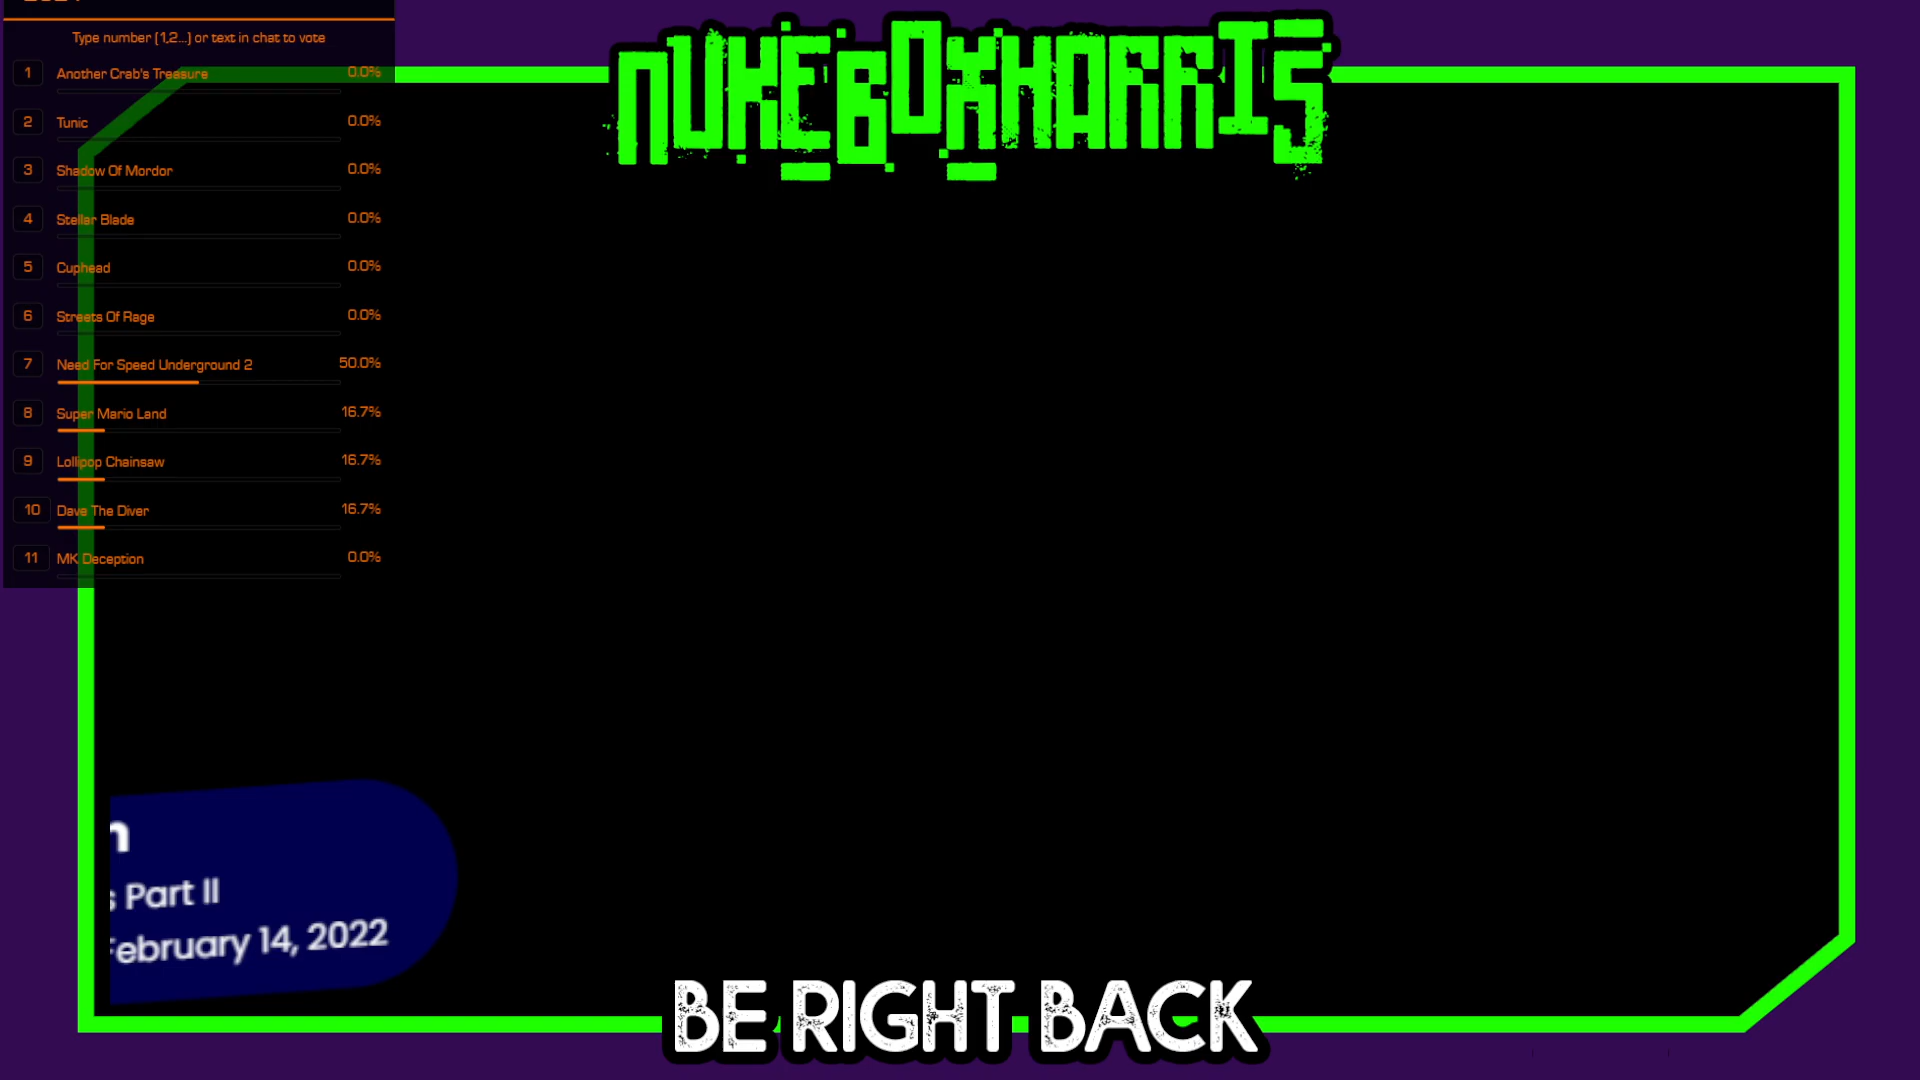 Type number (1,2...) or text in chat to vote
1 Another Crab's Treasure 0.0%
2 Tunic 0.0%
3 Shadow Of Mordor 0.0%
4 Stellar Blade 0.0%
5 Cuphead 0.0%
6 Streets Of Rage 0.0%
7 Need For Speed Underground 2 50.0%
8 Super Mario Land 16.7%
9 Lollipop Chainsaw 16.7%
10 Dave The Diver 16.7%
11 MK Deception 0.0%
NUKEBOXHARRIS
Part II
February 14, 2022
BE RIGHT BACK